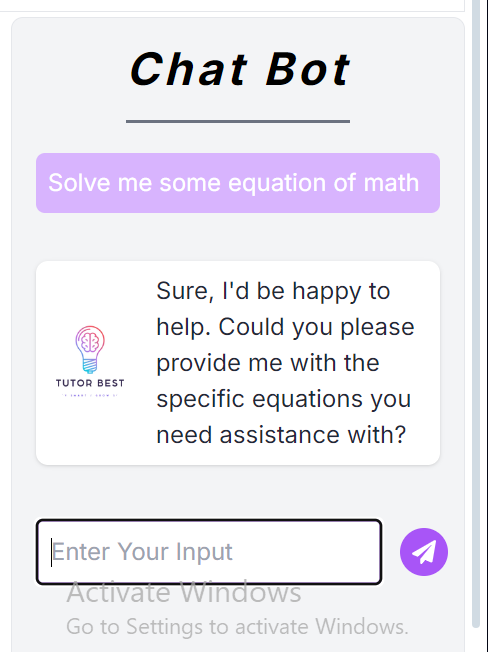 Chat Bot
Solve me some equation of math
Sure, I'd be happy to
help. Could you please
provide me with the
specific equations you
need assistance with?
TUTOR BEST
Enter Your Input
Activate Windows
Go to Settings to activate Windows.